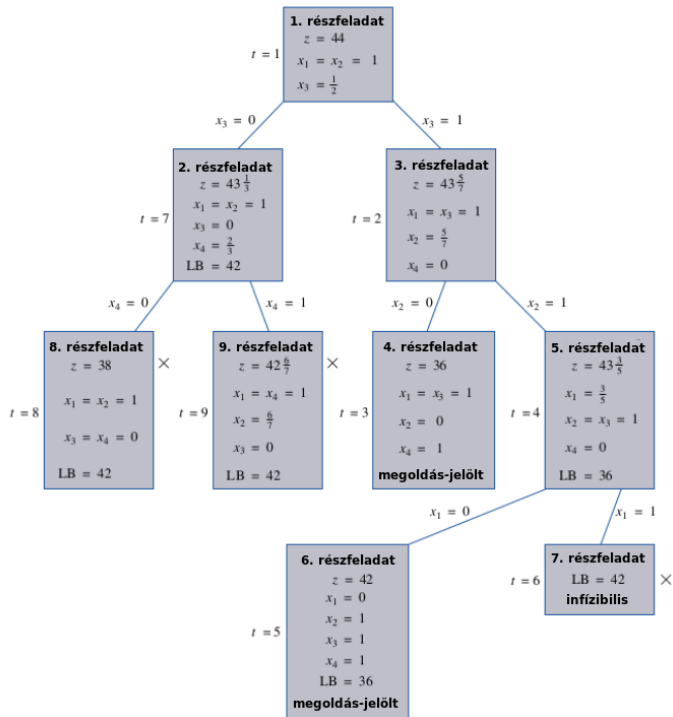 1. részfeladat
z = 44
t = 1
x₁ = x₂ = 1
x₃ = 1/2
x₃ = 0
x₃ = 1
2. részfeladat
z = 43 1/3
x₁ = x₂ = 1
t = 7
x₃ = 0
x₄ = 2/3
LB = 42
3. részfeladat
z = 43 5/7
x₁ = x₃ = 1
t = 2
x₂ = 5/7
x₄ = 0
x₄ = 0
x₄ = 1
x₂ = 0
x₂ = 1
8. részfeladat
×
z = 38
x₁ = x₂ = 1
t = 8
x₃ = x₄ = 0
LB = 42
9. részfeladat
×
z = 42 6/7
x₁ = x₄ = 1
t = 9
x₂ = 6/7
x₃ = 0
LB = 42
4. részfeladat
z = 36
x₁ = x₃ = 1
t = 3
x₂ = 0
x₄ = 1
megoldás-jelölt
5. részfeladat
z = 43 3/5
x₁ = 3/5
t = 4
x₂ = x₃ = 1
x₄ = 0
LB = 36
x₁ = 0
x₁ = 1
6. részfeladat
z = 42
x₁ = 0
x₂ = 1
t = 5
x₃ = 1
x₄ = 1
LB = 36
megoldás-jelölt
7. részfeladat
t = 6
LB = 42
×
infízibilis